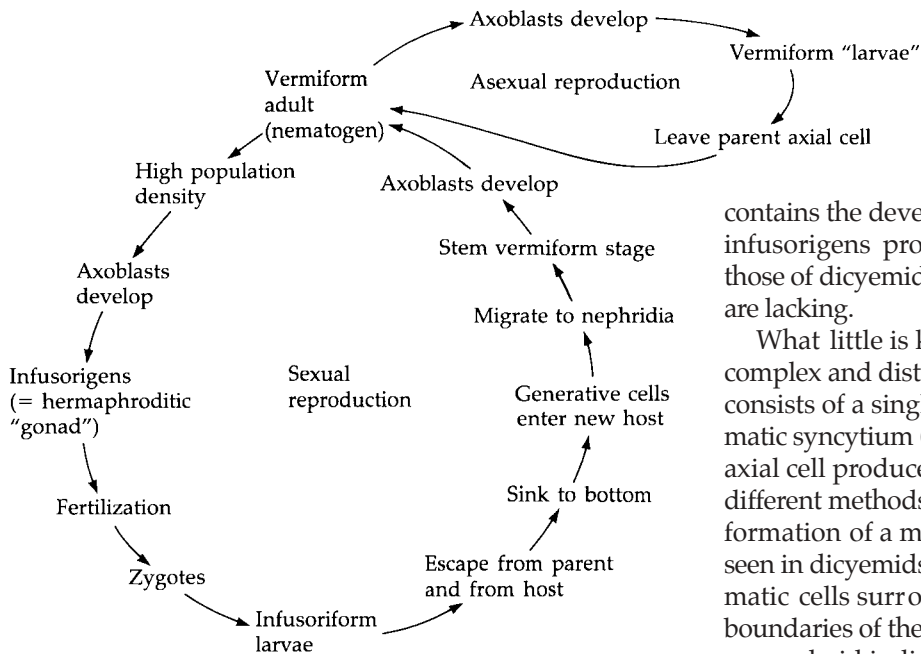 Axoblasts develop
Vermiform “larvae”
Asexual reproduction
Leave parent axial cell
Vermiform
adult
(nematogen)
High population
density
Axoblasts
develop
Infusorigens
(= hermaphroditic
“gonad”)
Fertilization
Zygotes
Infusoriform
larvae
Escape from parent
and from host
Sink to bottom
Generative cells
enter new host
Migrate to nephridia
Stem vermiform stage
Axoblasts develop
Sexual
reproduction
contains the deve
infusorigens pro
those of dicyemid
are lacking.
What little is k
complex and dist
consists of a singl
matic syncytium (
axial cell produce
different methods
formation of a m
seen in dicyemids
matic cells surro
boundaries of the